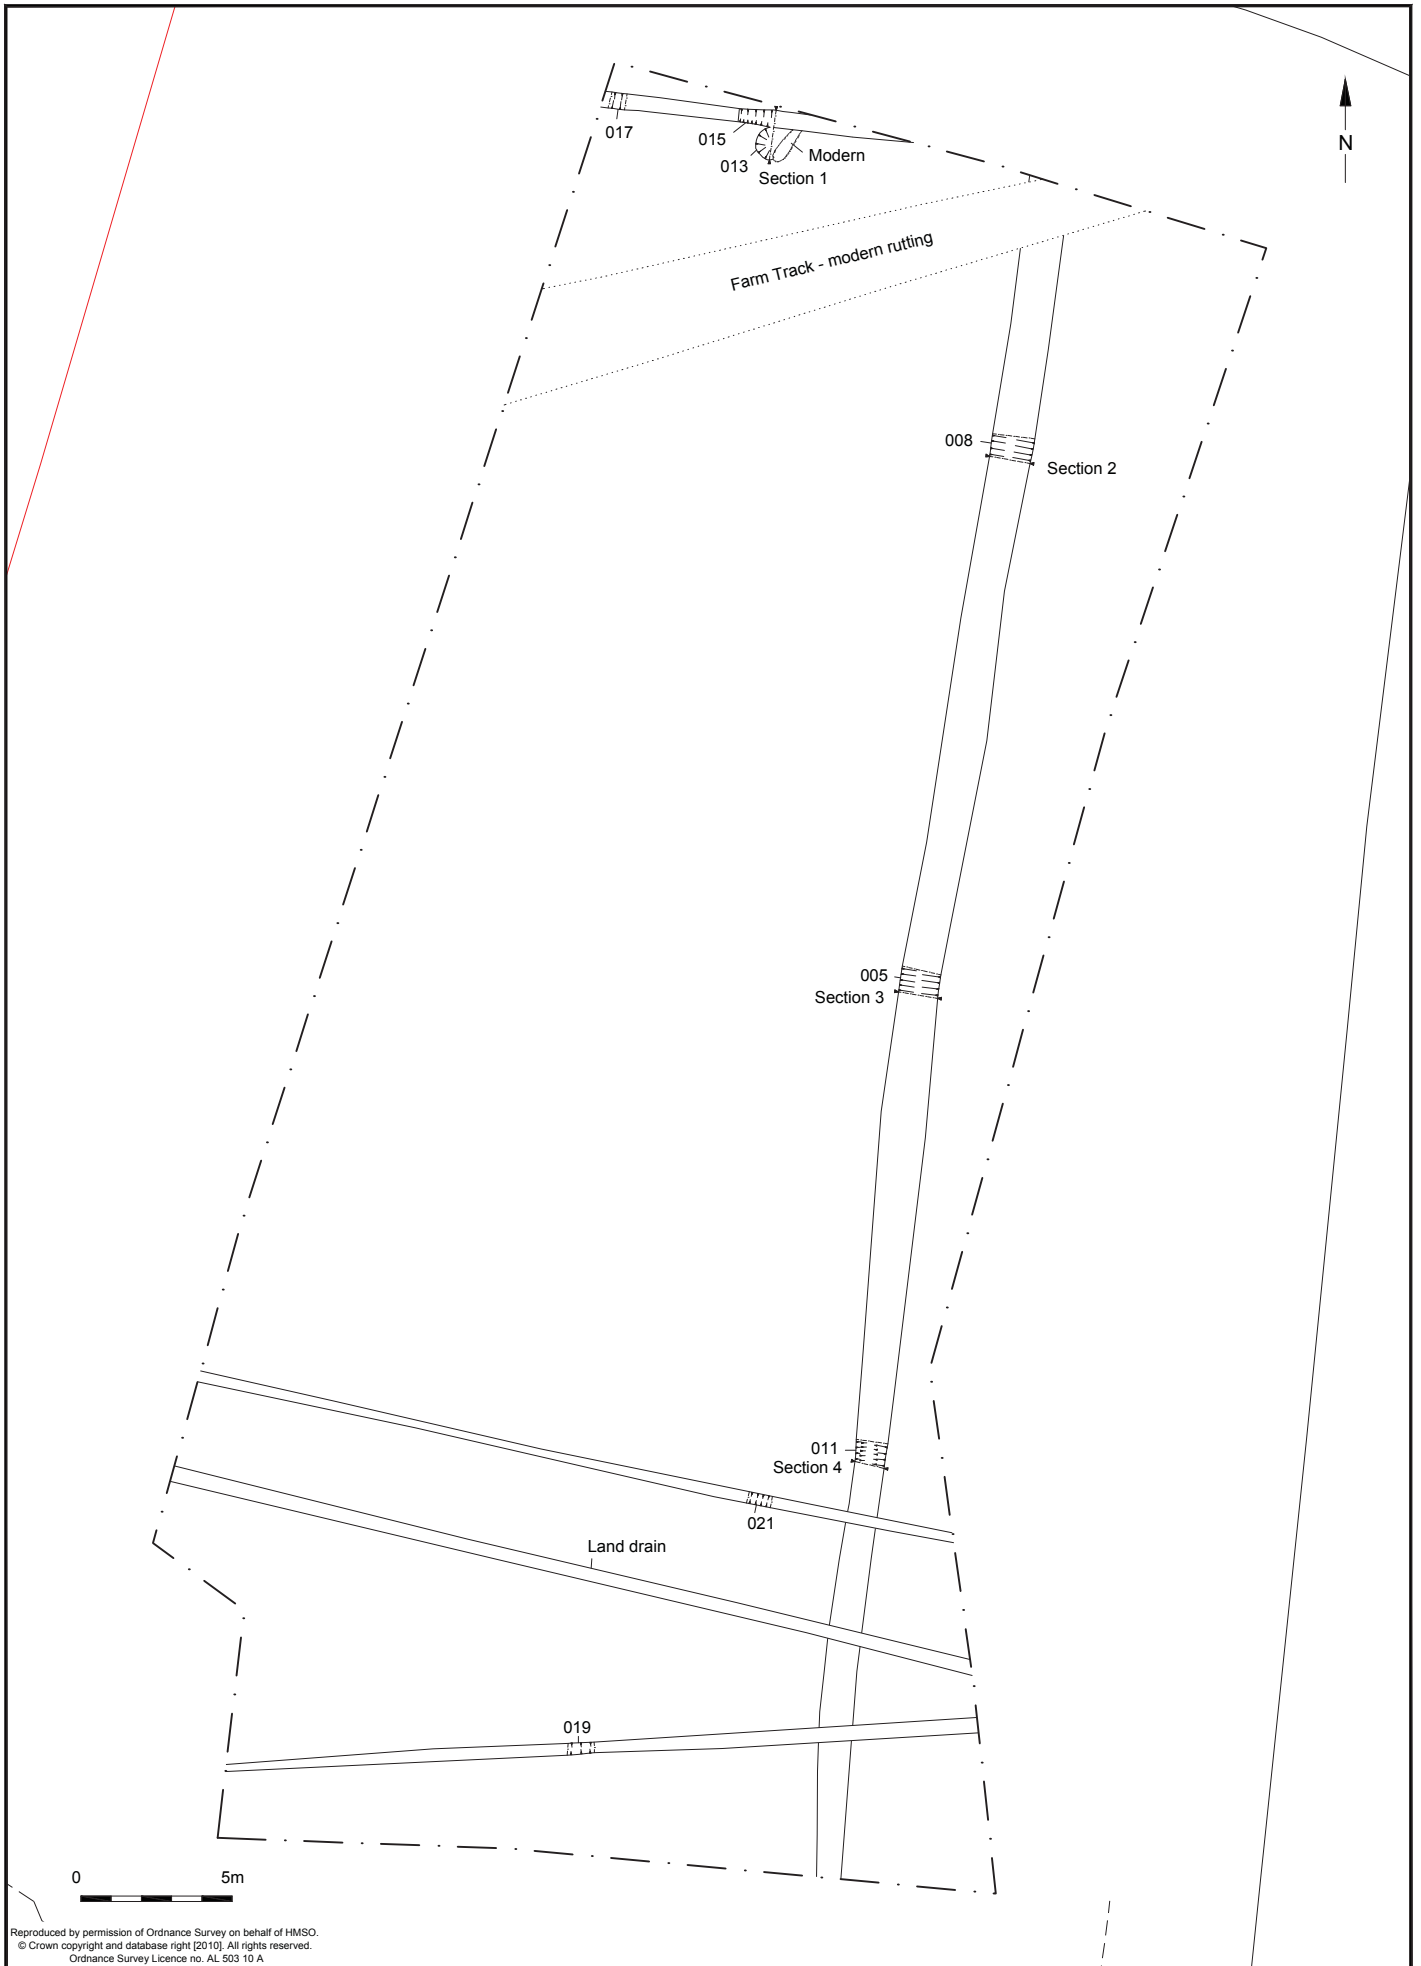 N
017
015
013
Modern
Section 1
Farm Track - modern rutting
008
Section 2
005
Section 3
011
Section 4
021
Land drain
019
0 5m
Reproduced by permission of Ordnance Survey on behalf of HMSO.
© Crown copyright and database right [2010]. All rights reserved.
Ordnance Survey Licence no. AL 503 10 A